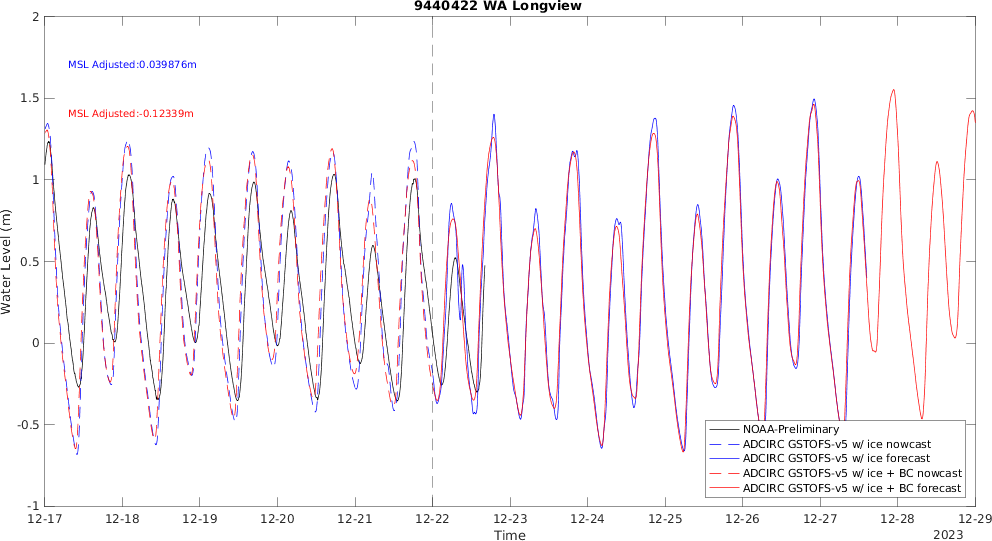 9440422 WA Longview
MSL Adjusted:0.039876m
MSL Adjusted:-0.12339m
Water Level (m)
2
1.5
1
0.5
0
-0.5
-1
NOAA-Preliminary
ADCIRC GSTOFS-v5 w/ ice nowcast
ADCIRC GSTOFS-v5 w/ ice forecast
ADCIRC GSTOFS-v5 w/ ice + BC nowcast
ADCIRC GSTOFS-v5 w/ ice + BC forecast
12-17 12-18 12-19 12-20 12-21 12-22 12-23 12-24 12-25 12-26 12-27 12-28 12-29
Time
2023